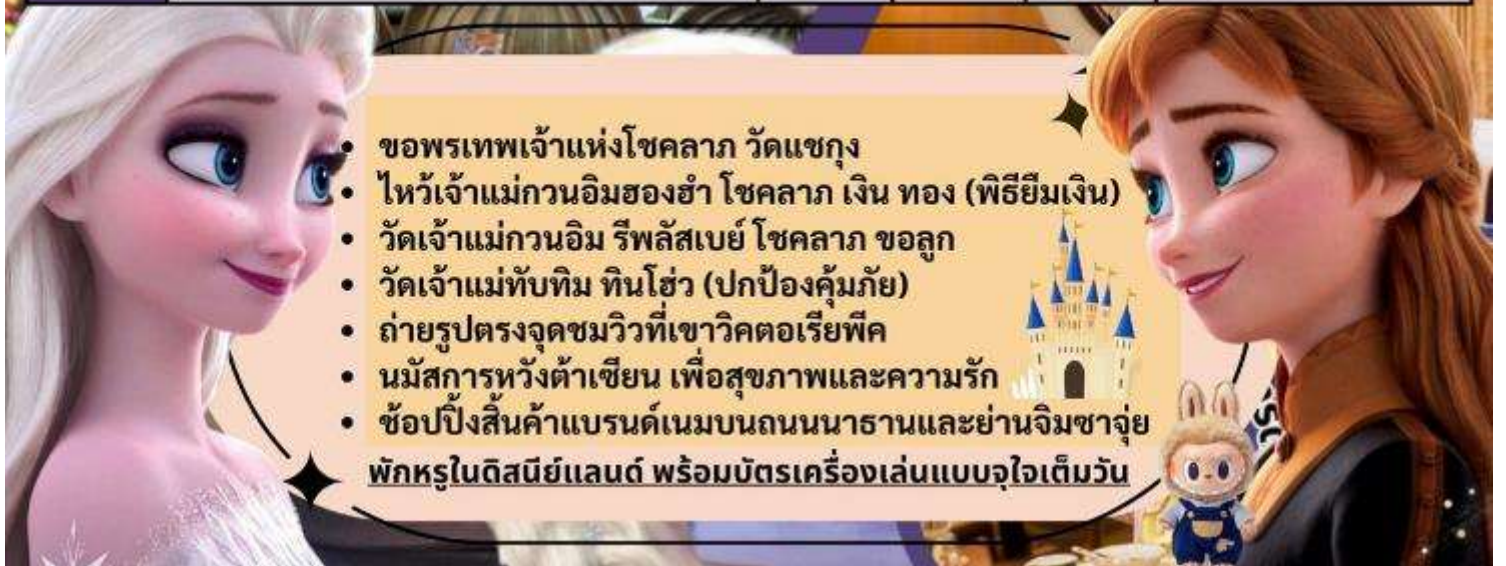 • ขอพรเทพเจ้าแห่งโชคลาภ วัดแชกุง
• ไหว้เจ้าแม่กวนอิมฮองฮำ โชคลาภ เงิน ทอง (พิธียืมเงิน)
• วัดเจ้าแม่กวนอิม รีพลัสเบย์ โชคลาภ ขอลูก
• วัดเจ้าแม่ทับทิม ทินโฮ่ว (ปกป้องคุ้มภัย)
• ถ่ายรูปตรงจุดชมวิวที่เขาวิคตอเรียพีค
• นมัสการหวังต้าเซียน เพื่อสุขภาพและความรัก
• ช้อปปิ้งสิ้นค้าแบรนด์เนมบนถนนนาธานและย่านจิมซาจุ่ย
พักหรูในดิสนีย์แลนด์ พร้อมบัตรเครื่องเล่นแบบจุใจเต็มวัน